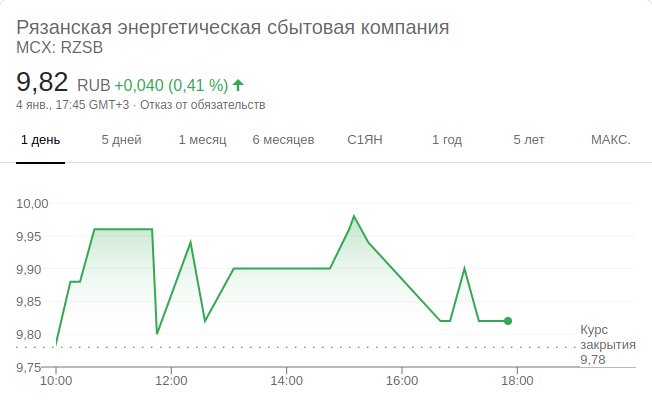 Рязанская энергетическая сбытовая компания
MCX: RZSB
9,82 RUB +0,040 (0,41 %)
4 янв., 17:45 GMT+3 · Отказ от обязательств
1 день 5 дней 1 месяц 6 месяцев С1ЯН 1 год 5 лет МАКС.
10,00
9,95
9,90
9,85
9,80
Курс
закрытия
9,78
9,75
10:00 12:00 14:00 16:00 18:00